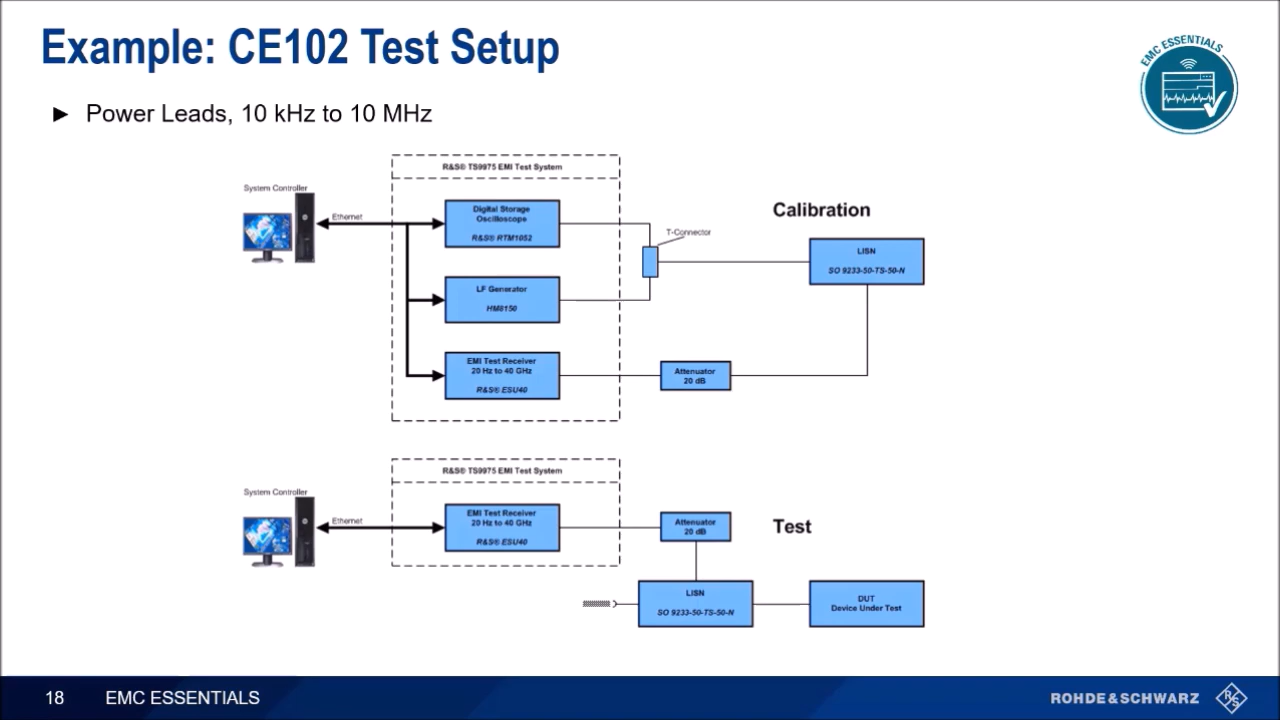 Example: CE102 Test Setup
EMC ESSENTIALS
► Power Leads, 10 kHz to 10 MHz
R&S® TS9975 EMI Test System
System Controller
Ethernet
Digital Storage
Oscilloscope
R&S® RTM1052
T-Connector
Calibration
LISN
SO 9233-50-TS-50-N
LF Generator
HM8150
EMI Test Receiver
20 Hz to 40 GHz
R&S® ESU40
Attenuator
20 dB
R&S® TS9975 EMI Test System
System Controller
Ethernet
EMI Test Receiver
20 Hz to 40 GHz
R&S® ESU40
Attenuator
20 dB
Test
LISN
SO 9233-50-TS-50-N
DUT
Device Under Test
18 EMC ESSENTIALS
ROHDE & SCHWARZ
R S